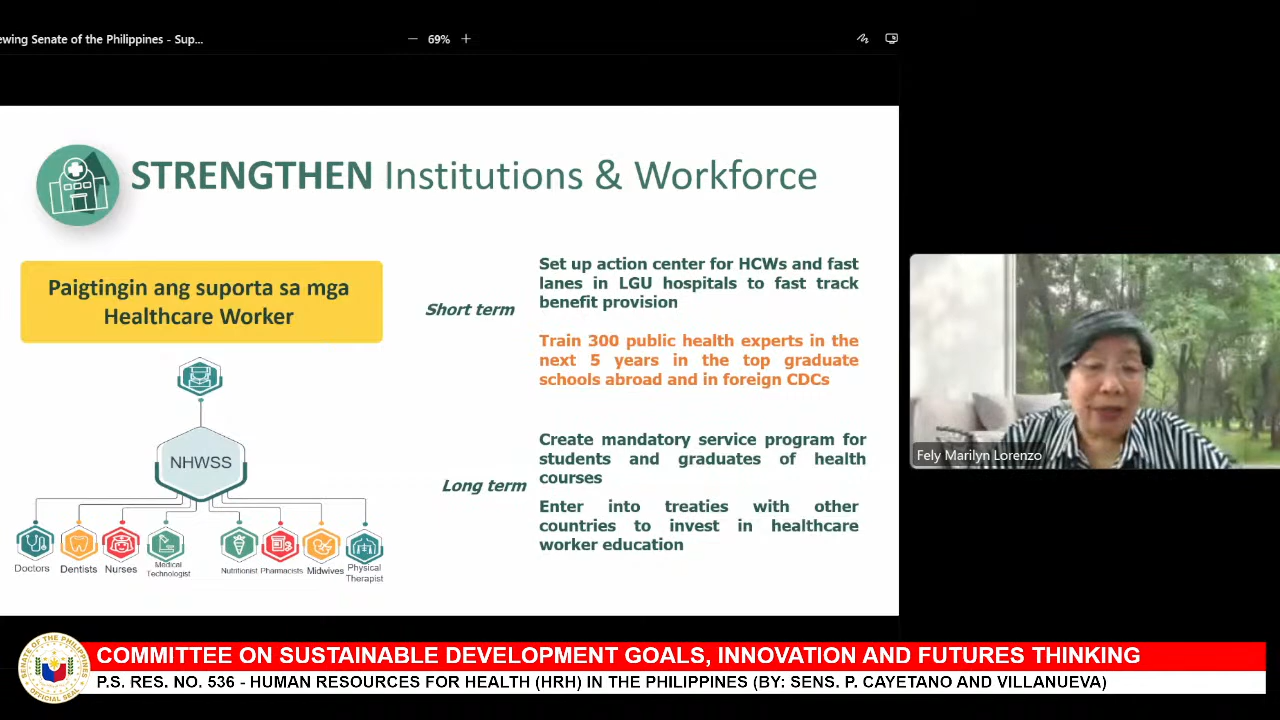 ewing Senate of the Philippines - Sup...
69%
STRENGTHEN Institutions & Workforce
Paigtingin ang suporta sa mga
Healthcare Worker
NHWSS
Doctors
Dentists
Nurses
Medical
Technologist
Nutritionist
Pharmacists
Midwives
Physical
Therapist
Short term
Set up action center for HCWs and fast
lanes in LGU hospitals to fast track
benefit provision
Train 300 public health experts in the
next 5 years in the top graduate
schools abroad and in foreign CDCs
Long term
Create mandatory service program for
students and graduates of health
courses
Enter into treaties with other
countries to invest in healthcare
worker education
Fely Marilyn Lorenzo
SENATE OF THE PHILIPPINES
OFFICIAL SEAL
COMMITTEE ON SUSTAINABLE DEVELOPMENT GOALS, INNOVATION AND FUTURES THINKING
P.S. RES. NO. 536 - HUMAN RESOURCES FOR HEALTH (HRH) IN THE PHILIPPINES (BY: SENS. P. CAYETANO AND VILLANUEVA)